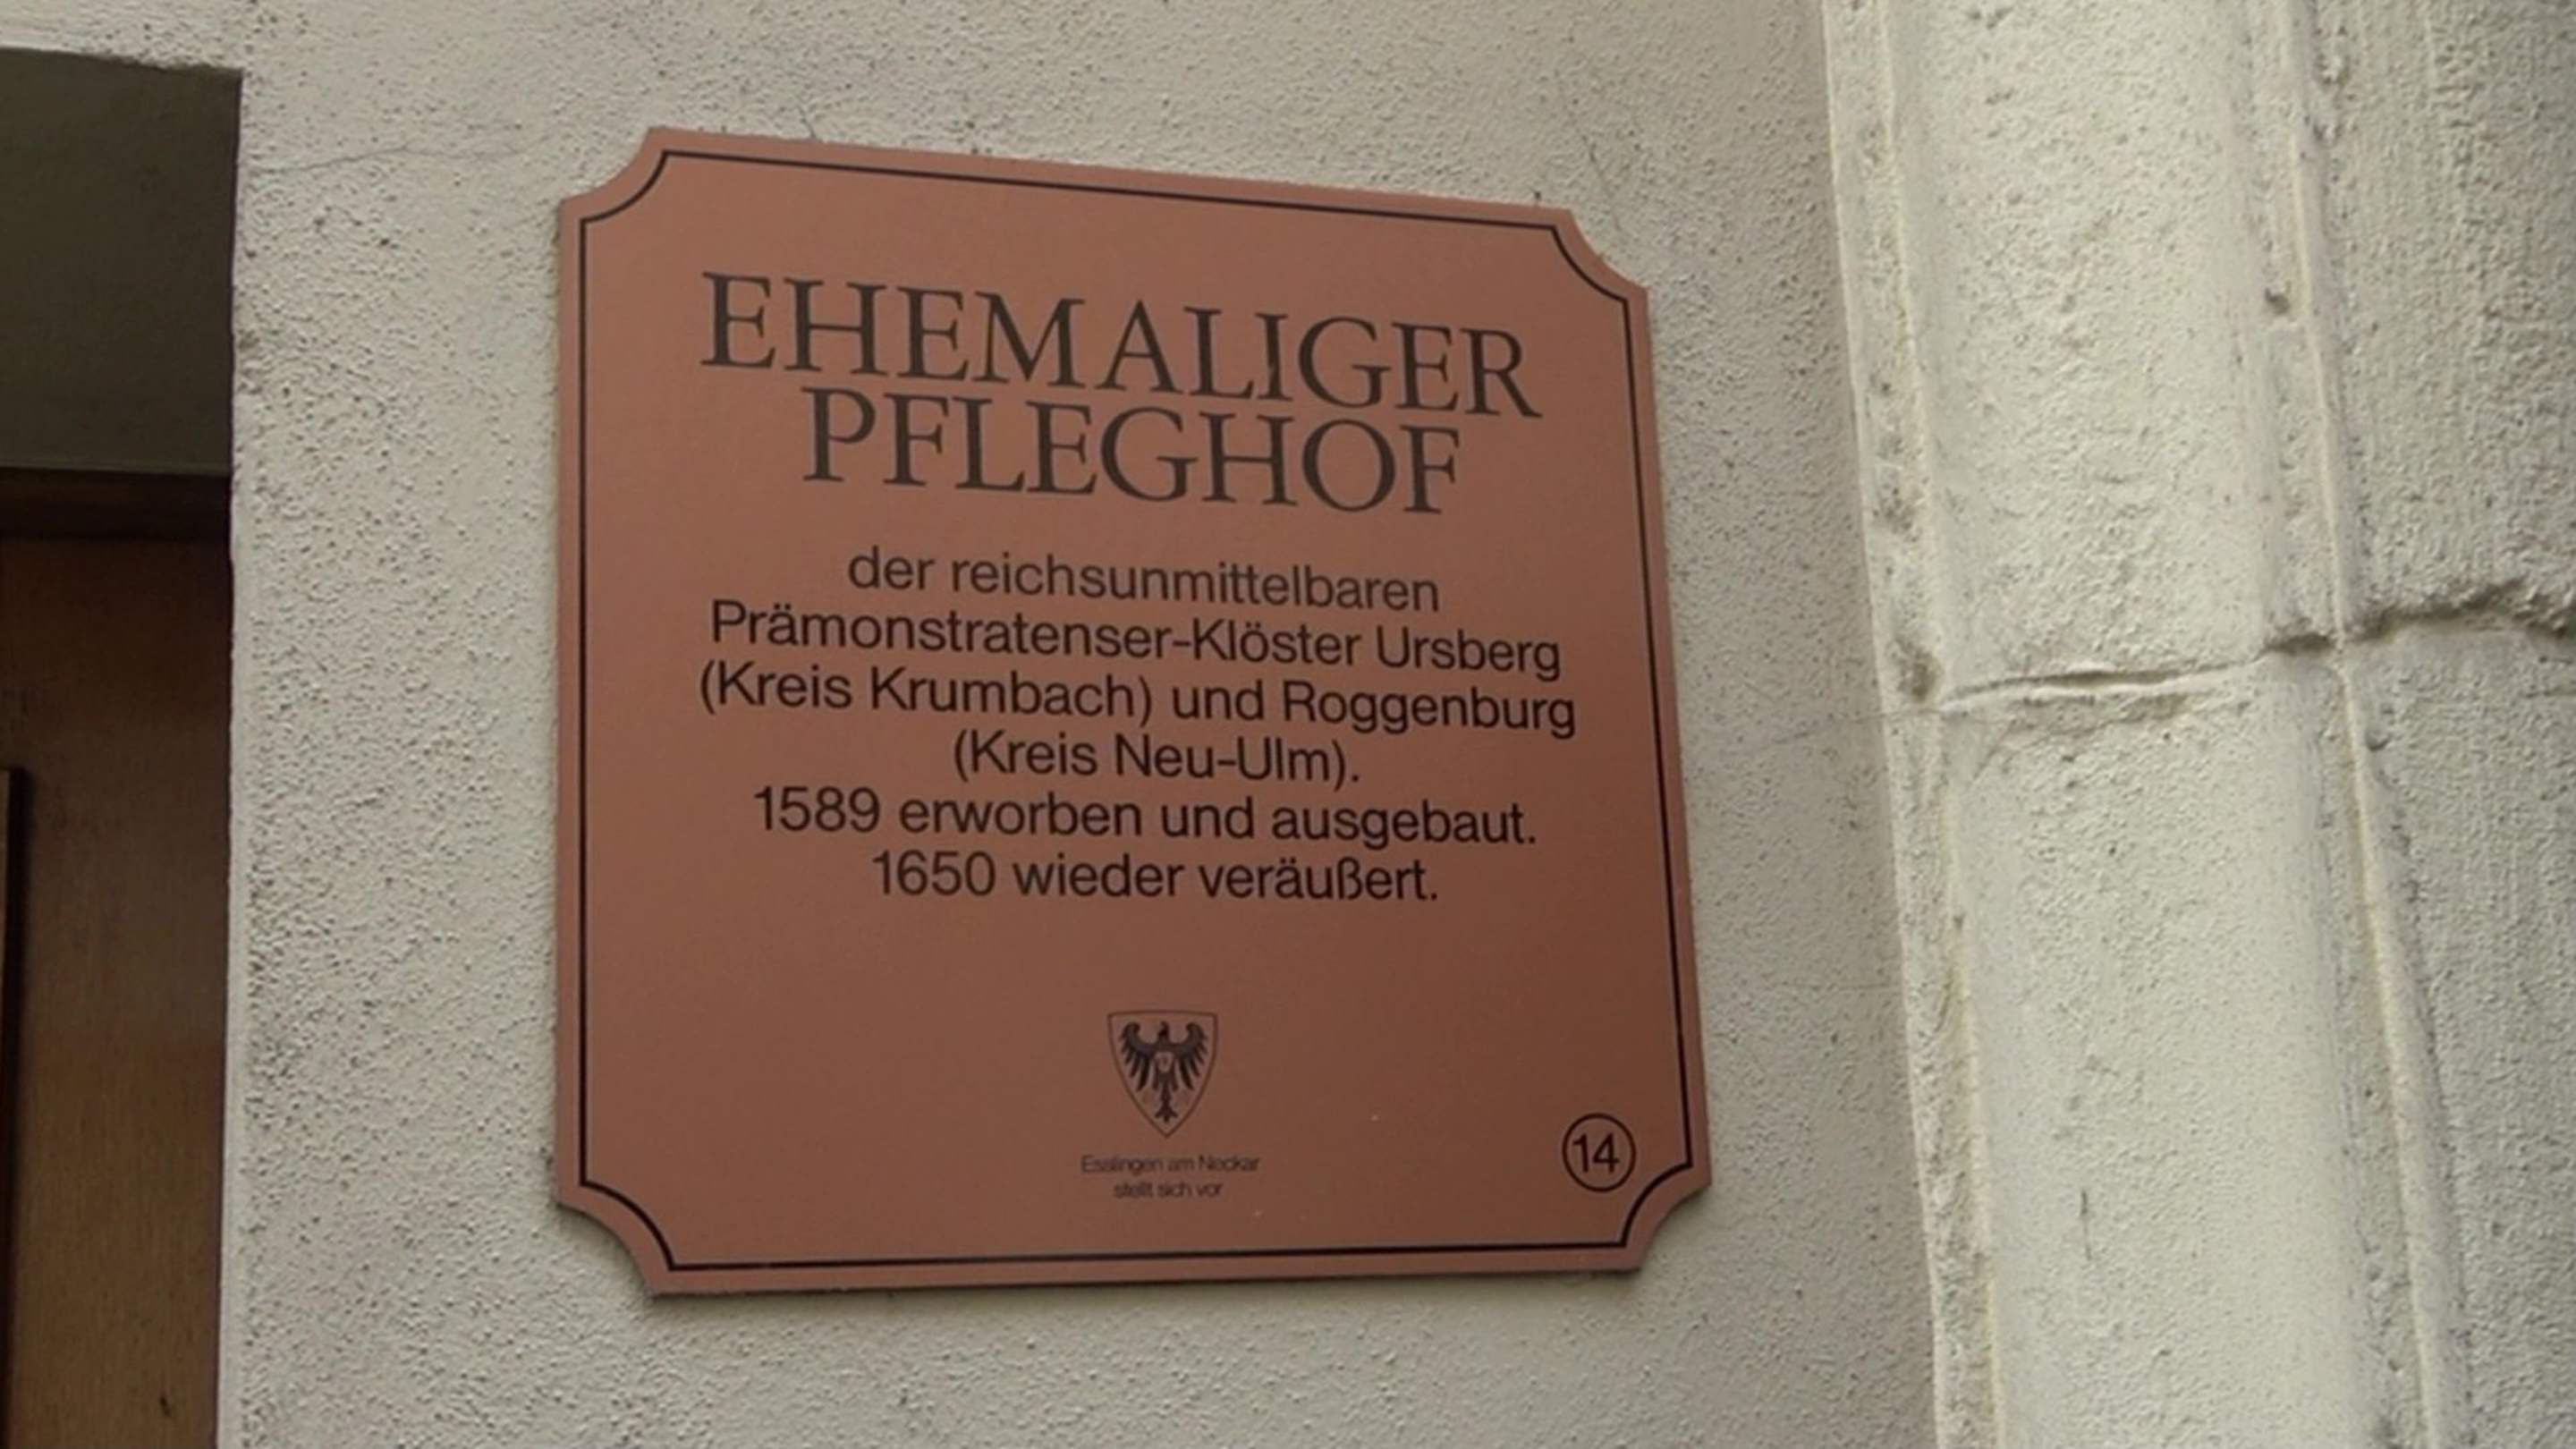 EHEMALIGER
PFLEGHOF
der reichsunmittelbaren
Prämonstratenser-Klöster Ursberg
(Kreis Krumbach) und Roggenburg
(Kreis Neu-Ulm).
1589 erworben und ausgebaut.
1650 wieder veräußert.
Esslingen am Neckar
stellt sich vor
14